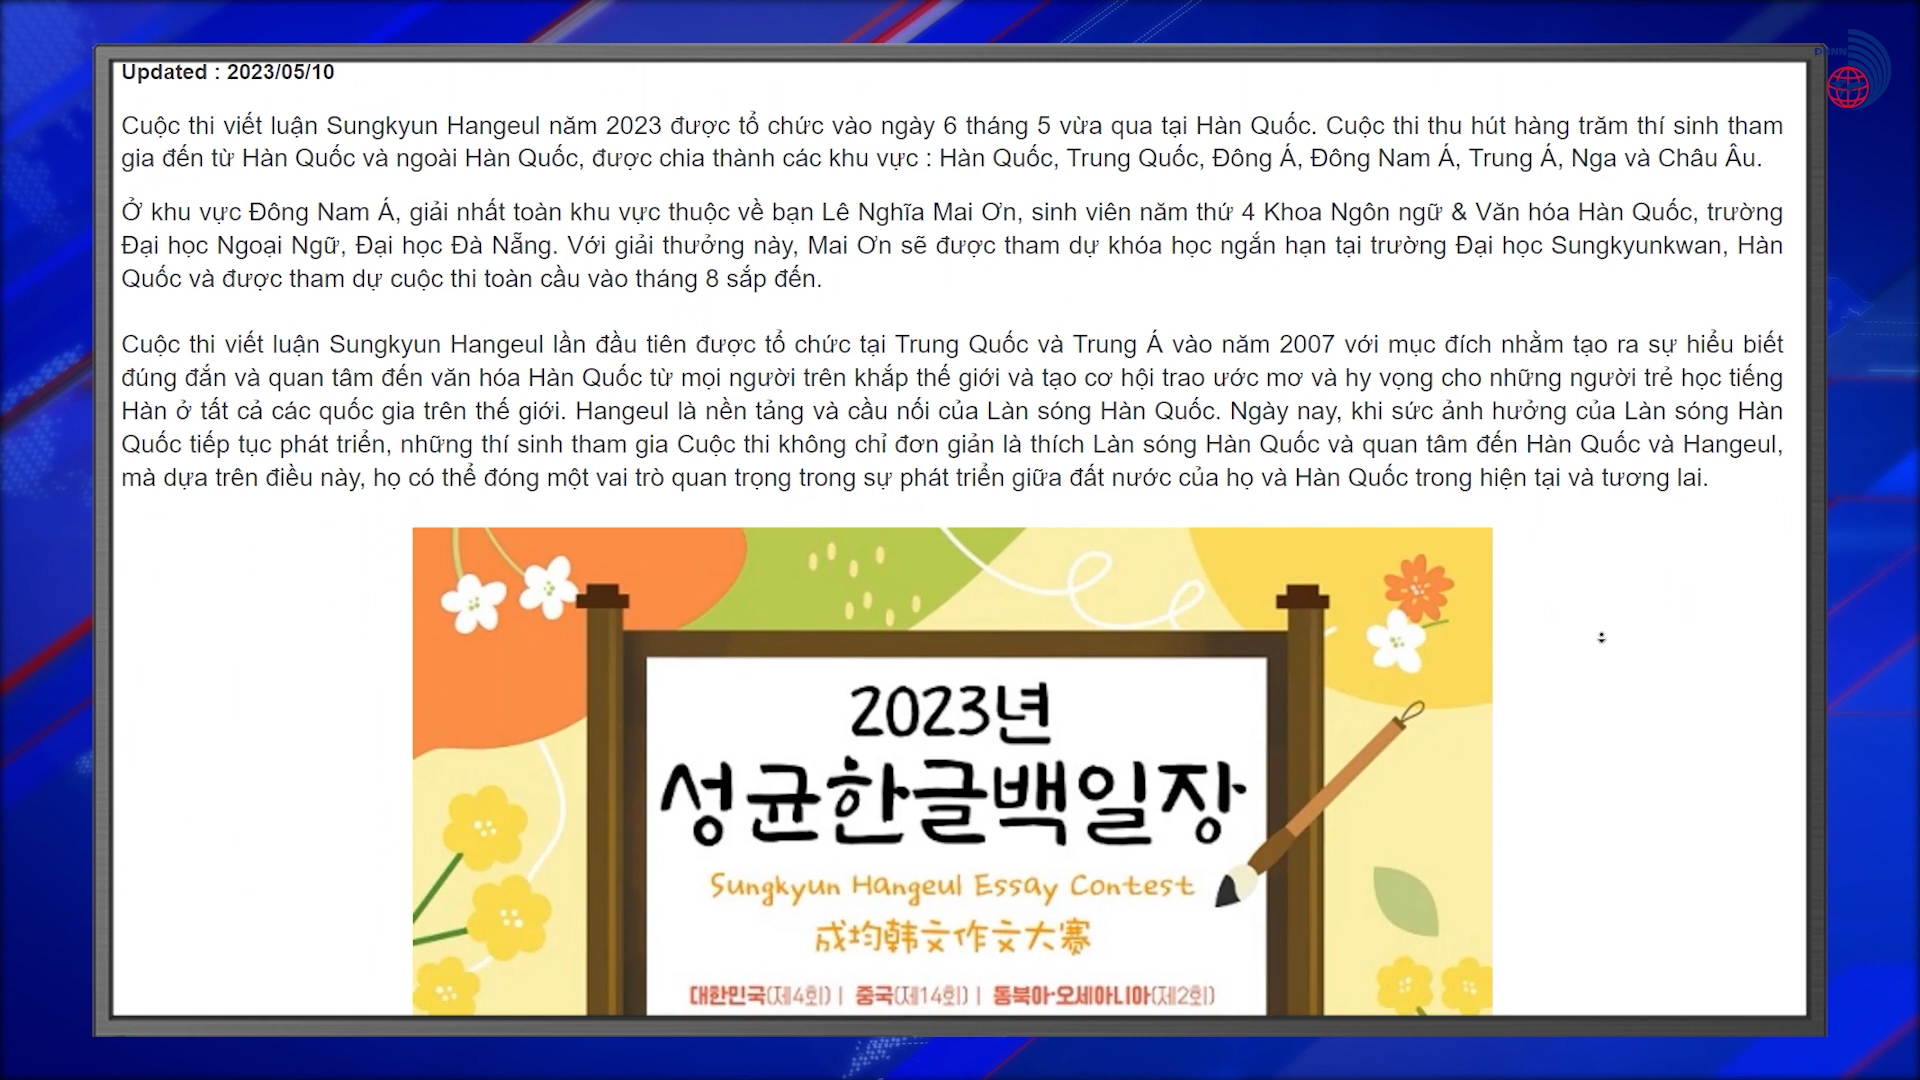 Updated : 2023/05/10
Cuộc thi viết luận Sungkyun Hangeul năm 2023 được tổ chức vào ngày 6 tháng 5 vừa qua tại Hàn Quốc. Cuộc thi thu hút hàng trăm thí sinh tham
gia đến từ Hàn Quốc và ngoài Hàn Quốc, được chia thành các khu vực : Hàn Quốc, Trung Quốc, Đông Á, Đông Nam Á, Trung Á, Nga và Châu Âu.
Ở khu vực Đông Nam Á, giải nhất toàn khu vực thuộc về bạn Lê Nghĩa Mai Ơn, sinh viên năm thứ 4 Khoa Ngôn ngữ & Văn hóa Hàn Quốc, trường
Đại học Ngoại Ngữ, Đại học Đà Nẵng. Với giải thưởng này, Mai Ơn sẽ được tham dự khóa học ngắn hạn tại trường Đại học Sungkyunkwan, Hàn
Quốc và được tham dự cuộc thi toàn cầu vào tháng 8 sắp đến.
Cuộc thi viết luận Sungkyun Hangeul lần đầu tiên được tổ chức tại Trung Quốc và Trung Á vào năm 2007 với mục đích nhằm tạo ra sự hiểu biết
đúng đắn và quan tâm đến văn hóa Hàn Quốc từ mọi người trên khắp thế giới và tạo cơ hội trao ước mơ và hy vọng cho những người trẻ học tiếng
Hàn ở tất cả các quốc gia trên thế giới. Hangeul là nền tảng và cầu nối của Làn sóng Hàn Quốc. Ngày nay, khi sức ảnh hưởng của Làn sóng Hàn
Quốc tiếp tục phát triển, những thí sinh tham gia Cuộc thi không chỉ đơn giản là thích Làn sóng Hàn Quốc và quan tâm đến Hàn Quốc và Hangeul,
mà dựa trên điều này, họ có thể đóng một vai trò quan trọng trong sự phát triển giữa đất nước của họ và Hàn Quốc trong hiện tại và tương lai.
2023년
성균한글백일장
Sungkyun Hangeul Essay Contest
成均韩文作文大赛
대한민국(제4회) | 중국(제14회) | 동북아·오세아니아(제2회)